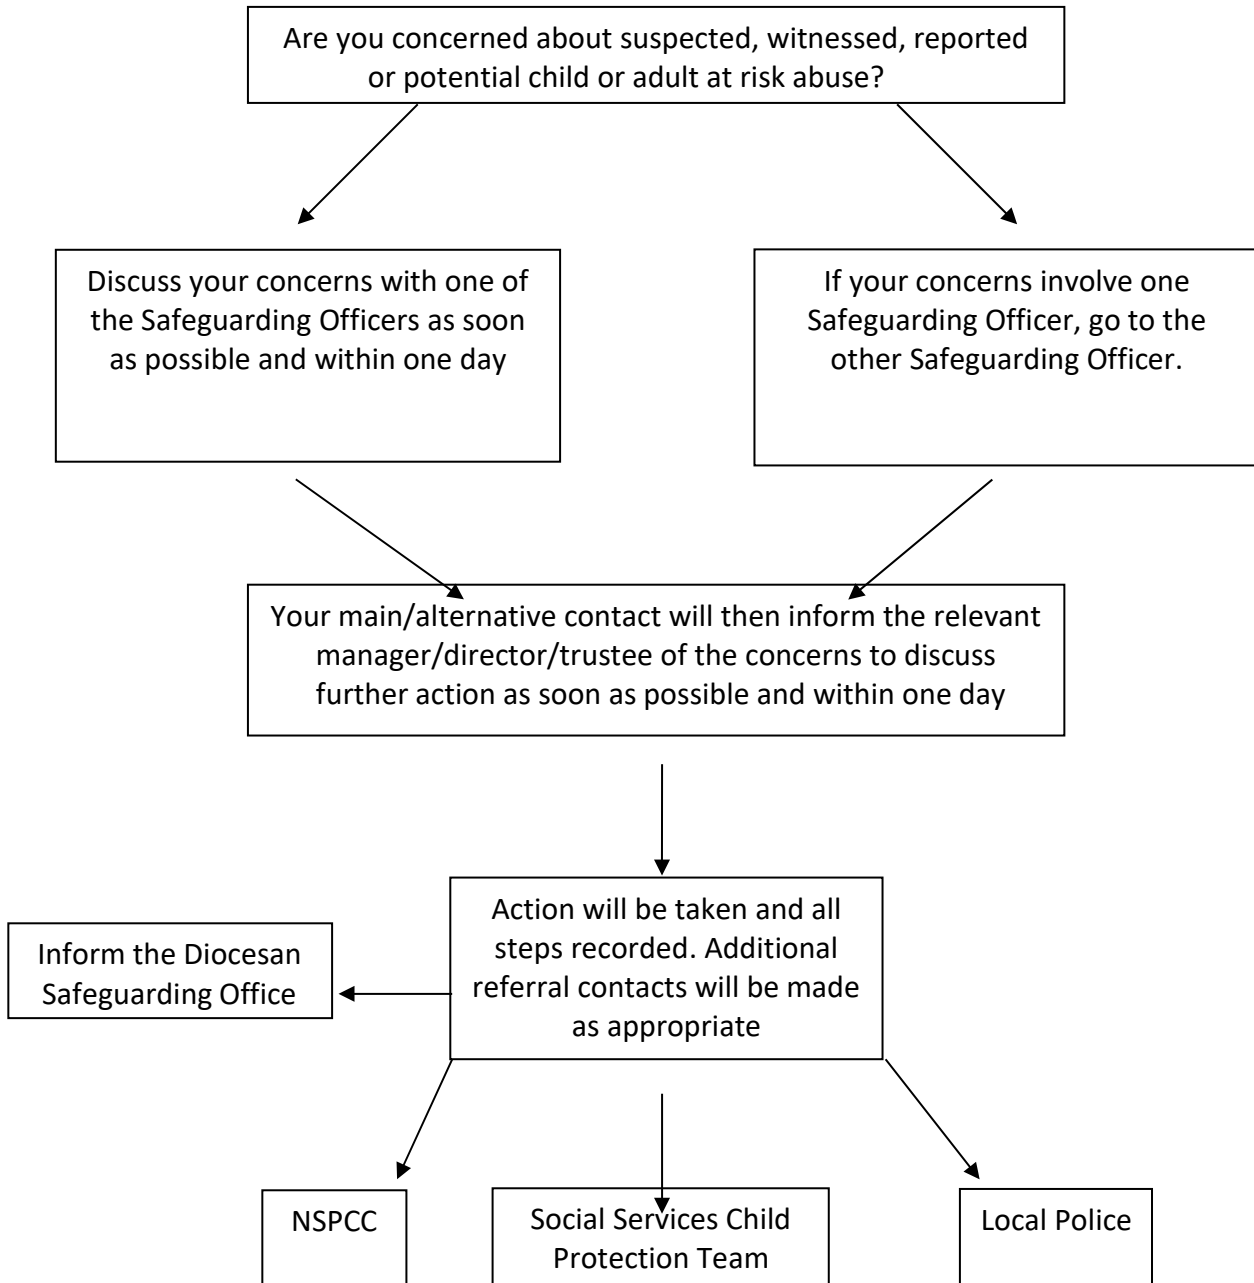 Are you concerned about suspected, witnessed, reported
or potential child or adult at risk abuse?
Discuss your concerns with one of
the Safeguarding Officers as soon
as possible and within one day
If your concerns involve one
Safeguarding Officer, go to the
other Safeguarding Officer.
Your main/alternative contact will then inform the relevant
manager/director/trustee of the concerns to discuss
further action as soon as possible and within one day
Action will be taken and all
steps recorded. Additional
referral contacts will be made
as appropriate
Inform the Diocesan
Safeguarding Office
NSPCC
Social Services Child
Protection Team
Local Police